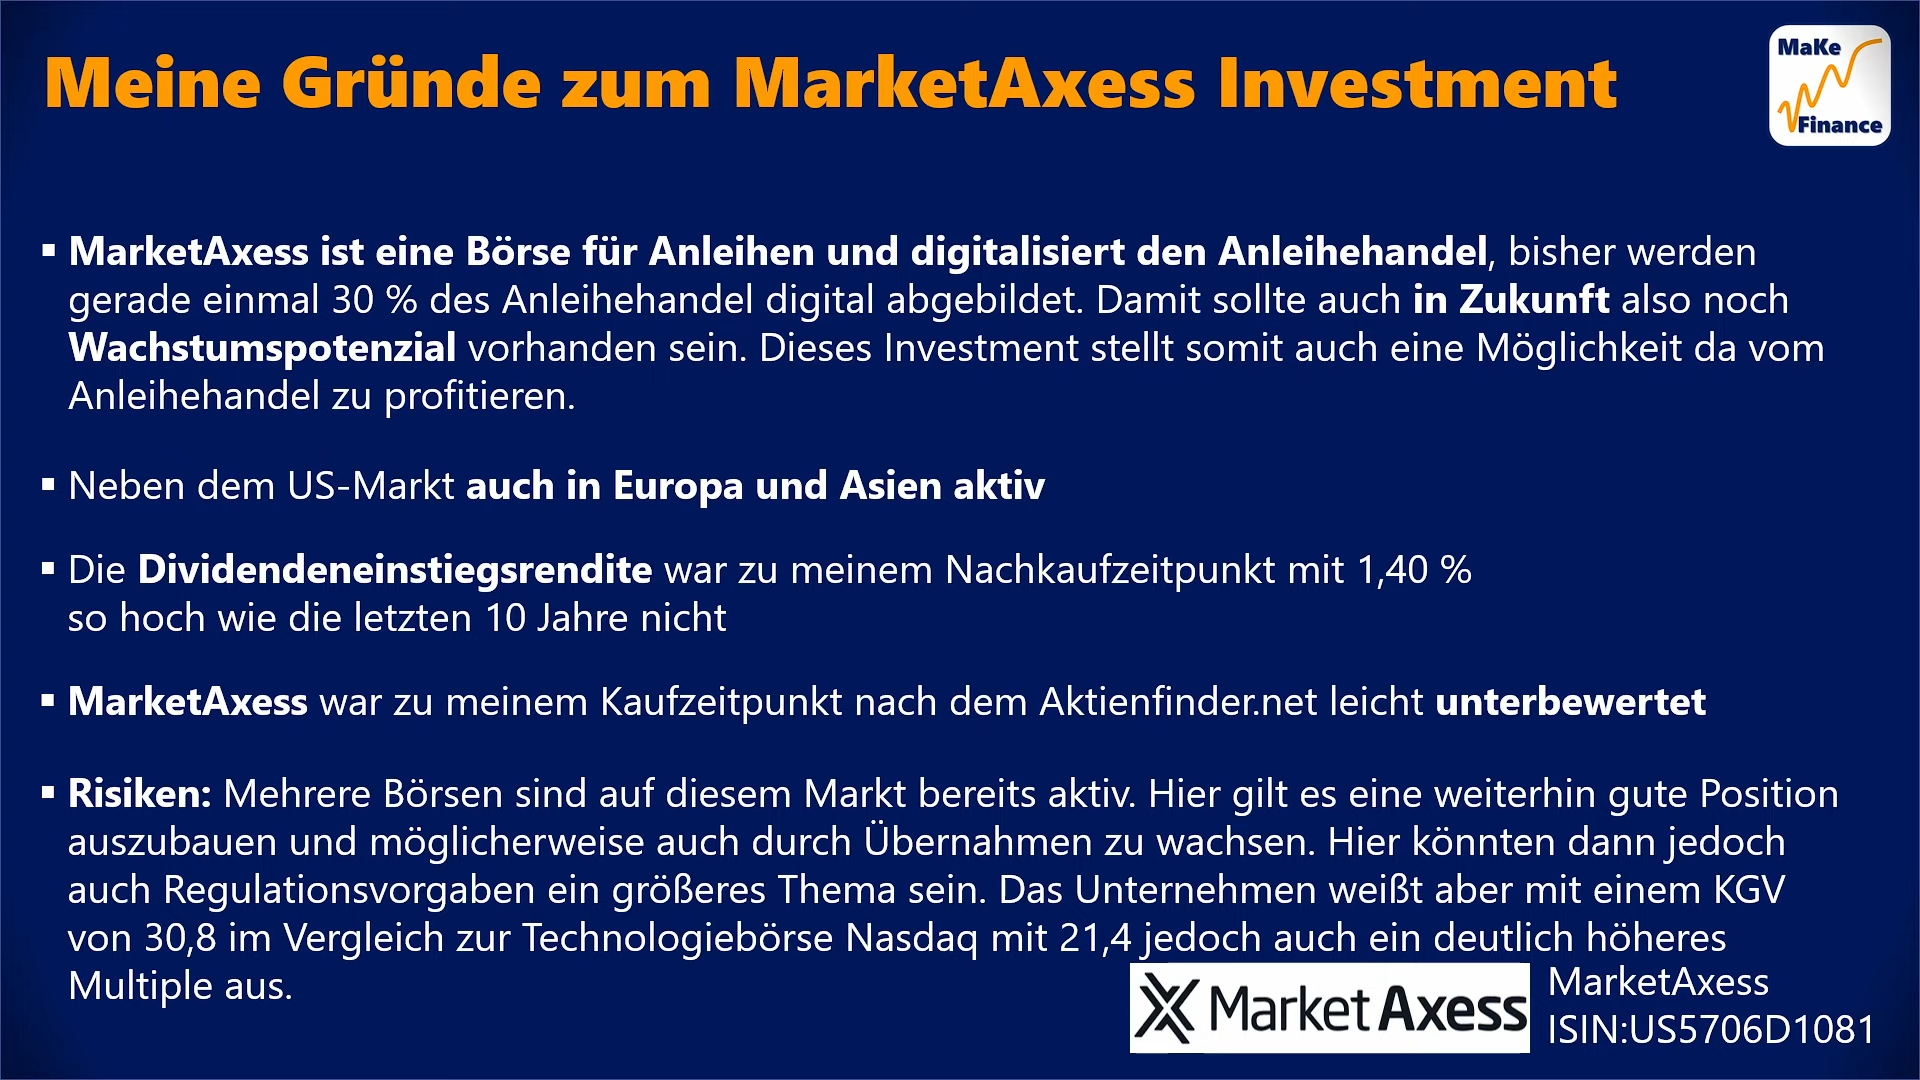 Meine Gründe zum MarketAxess Investment
MaKe
Finance
▪ MarketAxess ist eine Börse für Anleihen und digitalisiert den Anleihehandel, bisher werden
gerade einmal 30 % des Anleihehandel digital abgebildet. Damit sollte auch in Zukunft also noch
Wachstumspotenzial vorhanden sein. Dieses Investment stellt somit auch eine Möglichkeit da vom
Anleihehandel zu profitieren.
▪ Neben dem US-Markt auch in Europa und Asien aktiv
▪ Die Dividendeneinstiegsrendite war zu meinem Nachkaufzeitpunkt mit 1,40 %
so hoch wie die letzten 10 Jahre nicht
▪ MarketAxess war zu meinem Kaufzeitpunkt nach dem Aktienfinder.net leicht unterbewertet
▪ Risiken: Mehrere Börsen sind auf diesem Markt bereits aktiv. Hier gilt es eine weiterhin gute Position
auszubauen und möglicherweise auch durch Übernahmen zu wachsen. Hier könnten dann jedoch
auch Regulationsvorgaben ein größeres Thema sein. Das Unternehmen weißt aber mit einem KGV
von 30,8 im Vergleich zur Technologiebörse Nasdaq mit 21,4 jedoch auch ein deutlich höheres
Multiple aus.
MarketAxess
MarketAxess
ISIN:US5706D1081